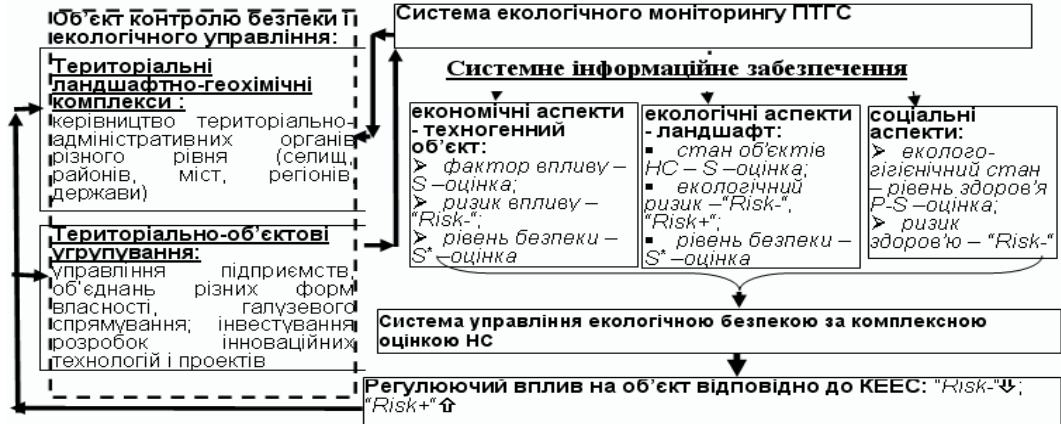 Об’єкт контролю безпеки і
екологічного управління:
Територіальні
ландшафтно-геохімічні
комплекси :
керівництво територіально-
адміністративних органів
різного рівня (селищ,
районів, міст, регіонів,
держави)
Територіально-об’єктові
угрупування:
управління підприємств,
об’єднань різних форм
власності, галузевого
спрямування; інвестування
розробок інноваційних
технологій і проектів
Система екологічного моніторингу ПТГС
Системне інформаційне забезпечення
економічні аспекти
- техногенний
об’єкт:
➢ фактор впливу –
S –оцінка;
➢ ризик впливу –
“Risk-“;
➢ рівень безпеки –
S* –оцінка
екологічні аспекти
- ландшафт:
▪ стан об’єктів
НС – S –оцінка;
▪ екологічний
ризик –“Risk-“,
“Risk+“;
▪ рівень безпеки –
S* –оцінка
соціальні
аспекти:
➢ еколого-
гігієнічний стан
– рівень здоров’я
P-S –оцінка;
➢ ризик
здоров’ю – “Risk-“
Система управління екологічною безпекою за комплексною
оцінкою НС
Регулюючий вплив на об’єкт відповідно до КЕЕС: “Risk-“⇓;
“Risk+“⇑